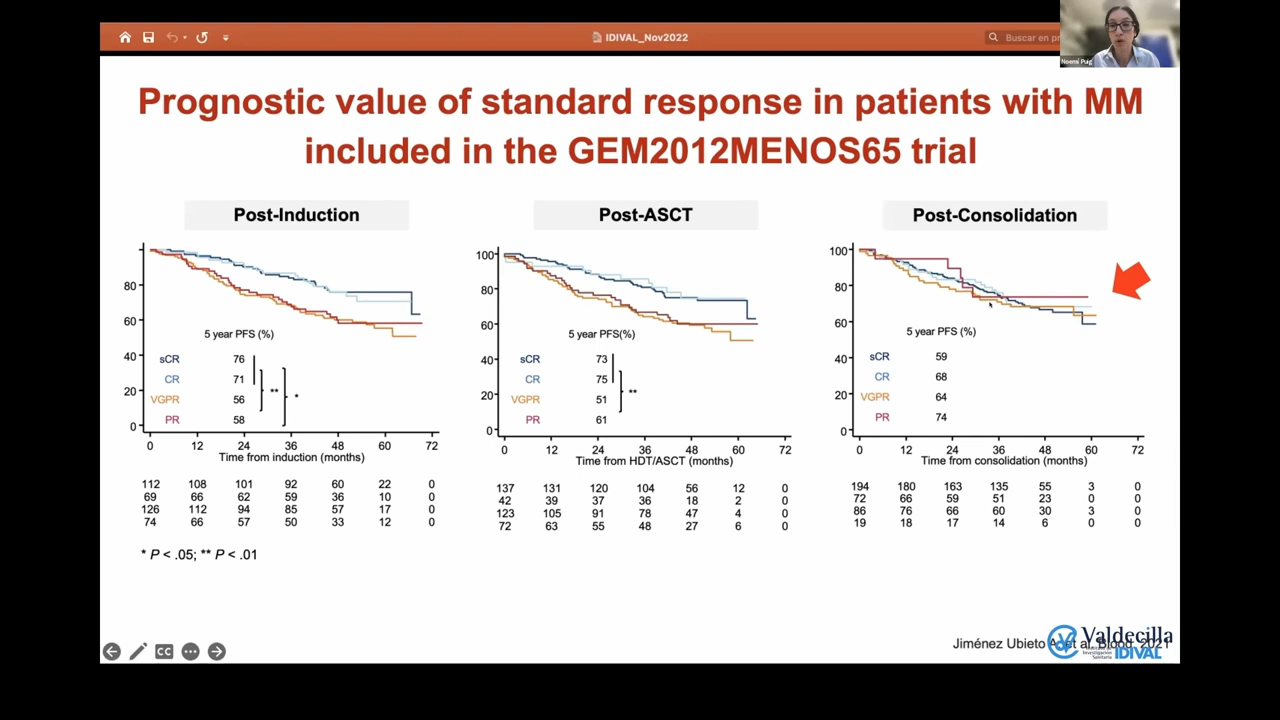 IDIVAL_Nov2022
Buscar en
Noemí Puig
Prognostic value of standard response in patients with MM
included in the GEM2012MENOS65 trial
Post-Induction
80
60
40
20
0
5 year PFS (%)
sCR 76
CR 71
VGPR 56
PR 58
**
*
0 12 24 36 48 60 72
Time from induction (months)
112 108 101 92 60 22 0
69 66 62 59 36 10 0
126 112 94 85 57 17 0
74 66 57 50 33 12 0
Post-ASCT
100
80
60
40
20
0
5 year PFS(%)
sCR 73
CR 75
VGPR 51
PR 61
**
0 12 24 36 48 60 72
Time from HDT/ASCT (months)
137 131 120 104 56 12 0
42 39 37 36 18 2 0
123 105 91 78 47 4 0
72 63 55 48 27 6 0
Post-Consolidation
100
80
60
40
20
0
5 year PFS (%)
sCR 59
CR 68
VGPR 64
PR 74
0 12 24 36 48 60 72
Time from consolidation (months)
194 180 163 135 55 3 0
72 66 59 51 23 0 0
86 76 66 60 30 3 0
19 18 17 14 6 0 0
* P < .05; ** P < .01
CC
Jiménez Ubieto A, et al. Blood. 2021
Valdecilla
Instituto de
Investigación
Sanitaria
IDIVAL